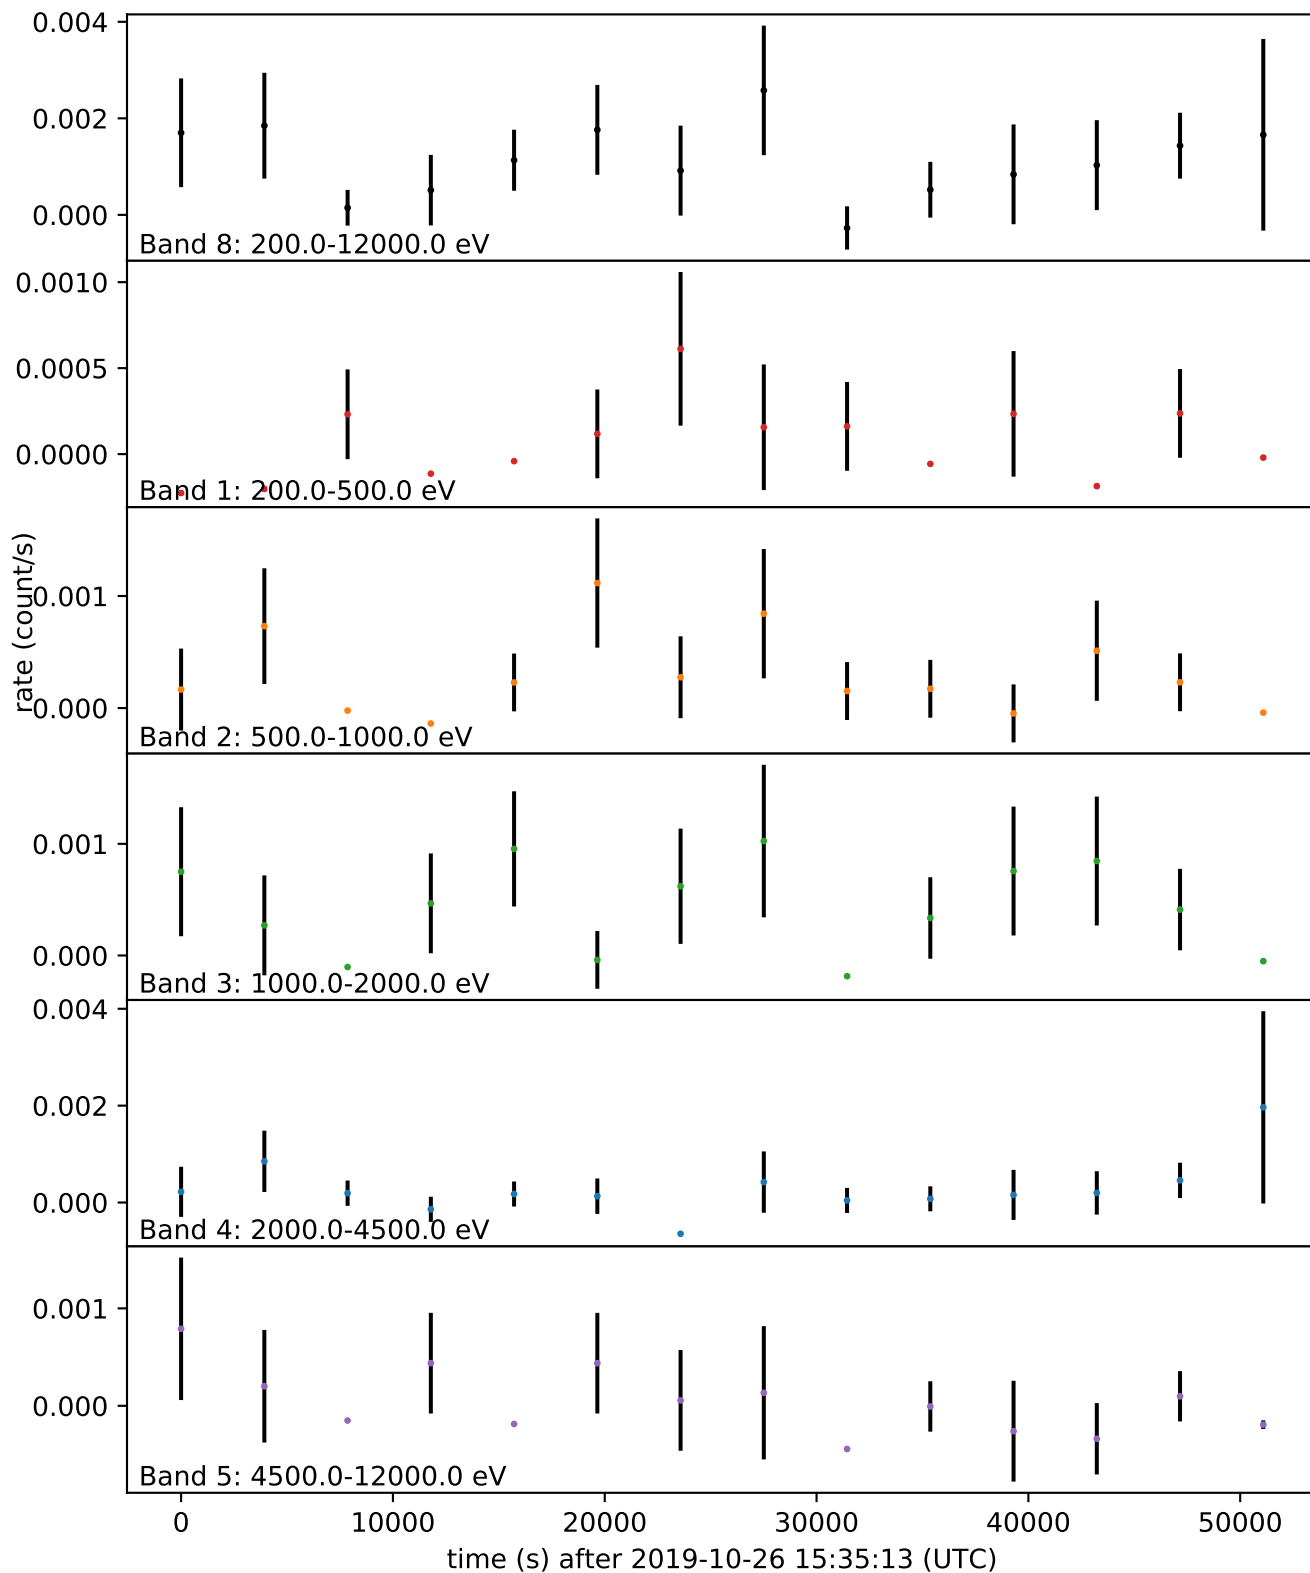 0.004
0.002
0.000
Band 8: 200.0-12000.0 eV
0.0010
0.0005
0.0000
Band 1: 200.0-500.0 eV
rate (count/s)
0.001
0.000
Band 2: 500.0-1000.0 eV
0.001
0.000
Band 3: 1000.0-2000.0 eV
0.004
0.002
0.000
Band 4: 2000.0-4500.0 eV
0.001
0.000
Band 5: 4500.0-12000.0 eV
0 10000 20000 30000 40000 50000
time (s) after 2019-10-26 15:35:13 (UTC)